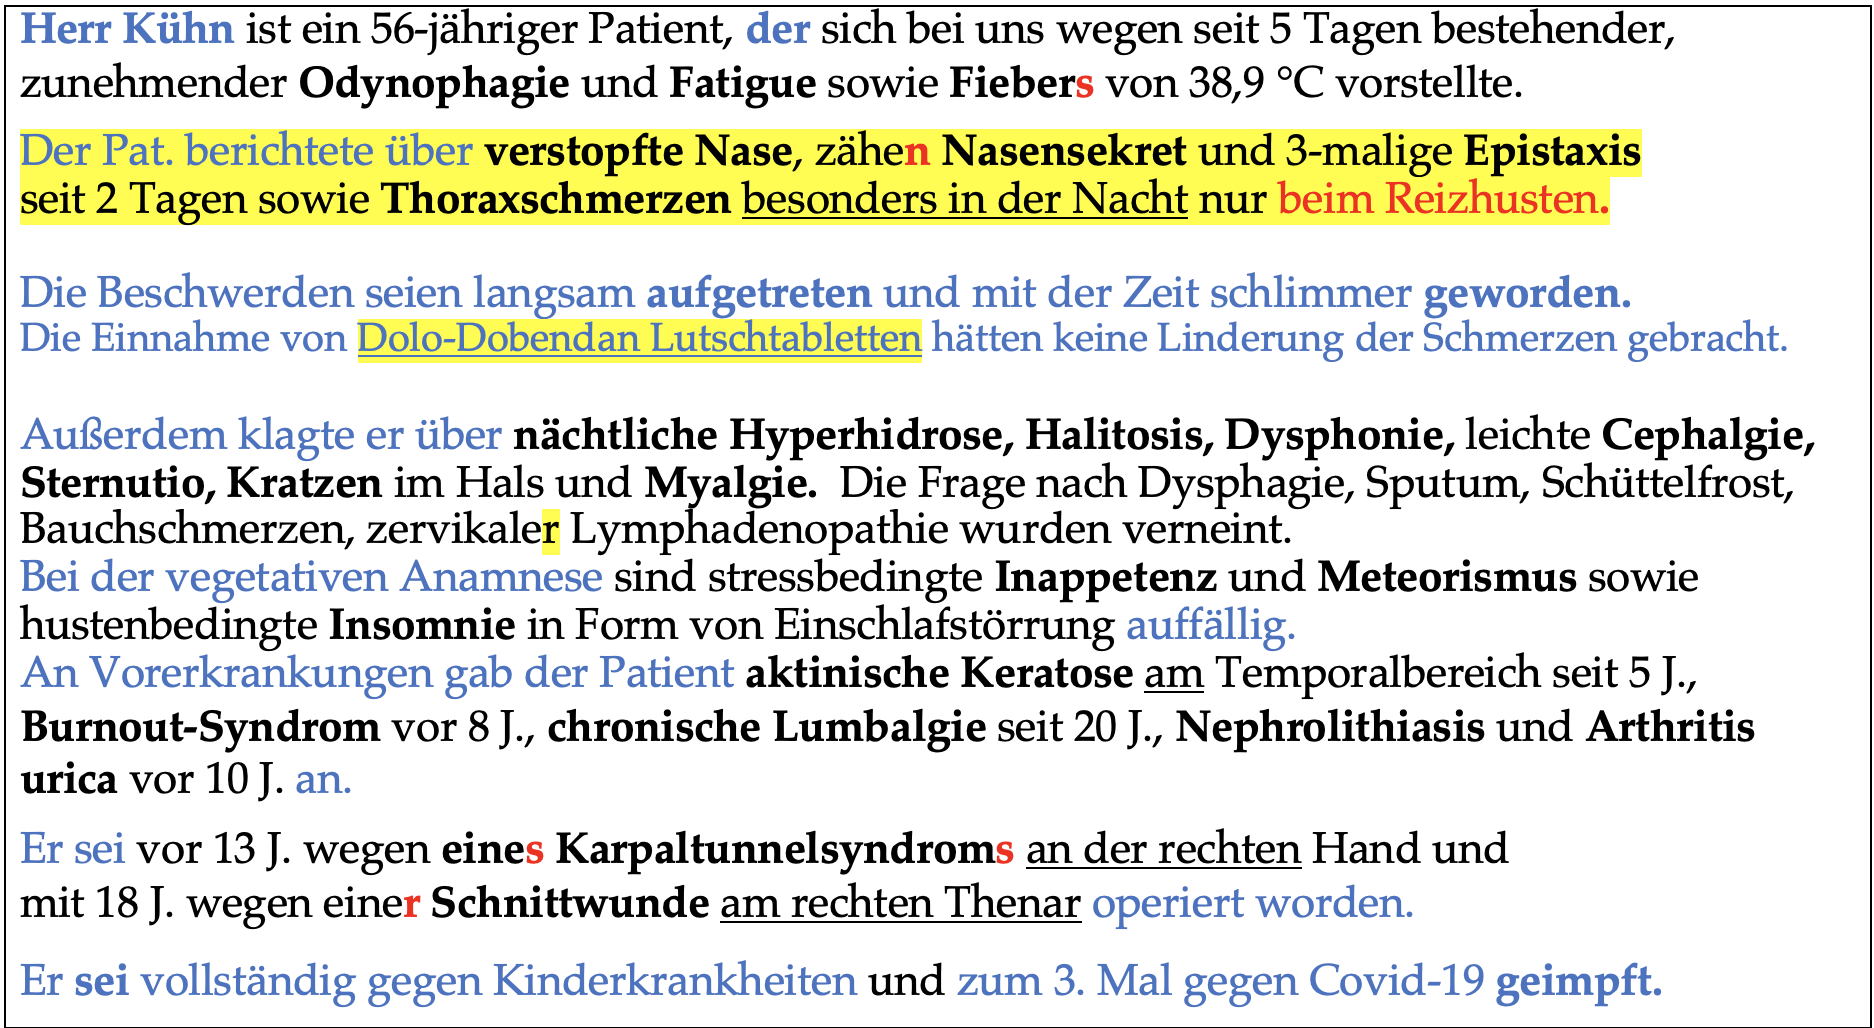 Herr Kühn ist ein 56-jähriger Patient, der sich bei uns wegen seit 5 Tagen bestehender,
zunehmender Odynophagie und Fatigue sowie Fiebers von 38,9 °C vorstellte.
Der Pat. berichtete über verstopfte Nase, zähen Nasensekret und 3-malige Epistaxis
seit 2 Tagen sowie Thoraxschmerzen besonders in der Nacht nur beim Reizhusten.
Die Beschwerden seien langsam aufgetreten und mit der Zeit schlimmer geworden.
Die Einnahme von Dolo-Dobendan Lutschtabletten hätten keine Linderung der Schmerzen gebracht.
Außerdem klagte er über nächtliche Hyperhidrose, Halitosis, Dysphonie, leichte Cephalgie,
Sternutio, Kratzen im Hals und Myalgie.  Die Frage nach Dysphagie, Sputum, Schüttelfrost,
Bauchschmerzen, zervikaler Lymphadenopathie wurden verneint.
Bei der vegetativen Anamnese sind stressbedingte Inappetenz und Meteorismus sowie
hustenbedingte Insomnie in Form von Einschlafstörrung auffällig.
An Vorerkrankungen gab der Patient aktinische Keratose am Temporalbereich seit 5 J.,
Burnout-Syndrom vor 8 J., chronische Lumbalgie seit 20 J., Nephrolithiasis und Arthritis
urica vor 10 J. an.
Er sei vor 13 J. wegen eines Karpaltunnelsyndroms an der rechten Hand und
mit 18 J. wegen einer Schnittwunde am rechten Thenar operiert worden.
Er sei vollständig gegen Kinderkrankheiten und zum 3. Mal gegen Covid-19 geimpft.